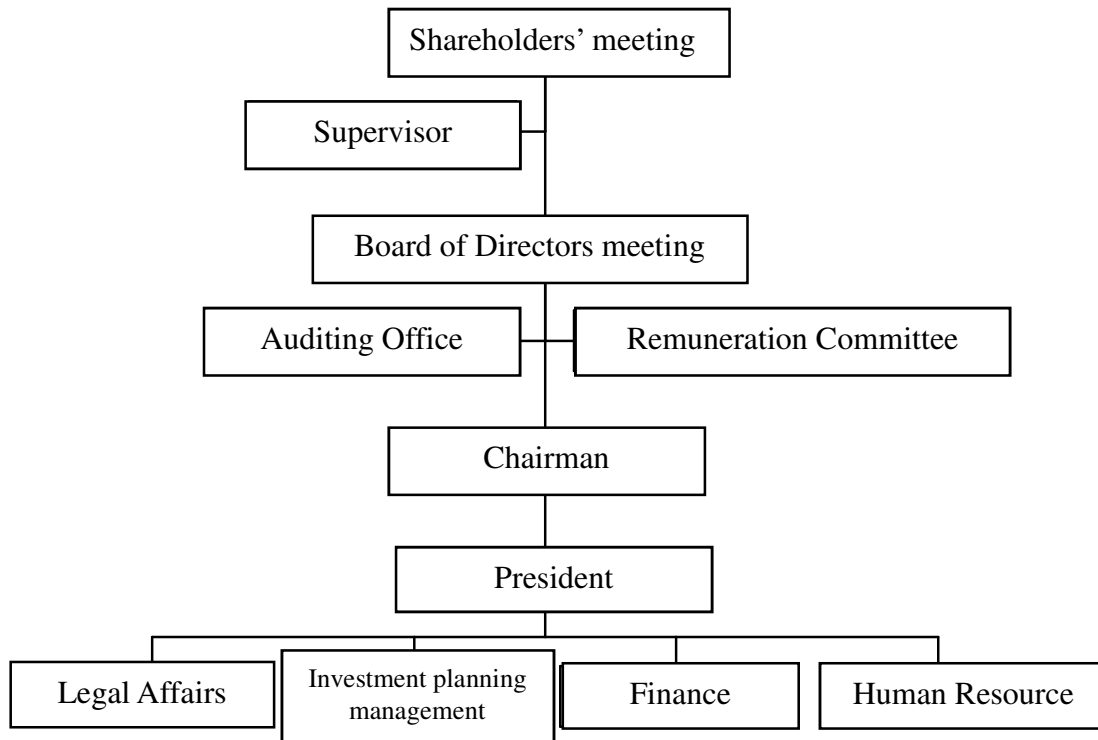 Shareholders’ meeting
Supervisor
Board of Directors meeting
Auditing Office
Remuneration Committee
Chairman
President
Legal Affairs
Investment planning
management
Finance
Human Resource